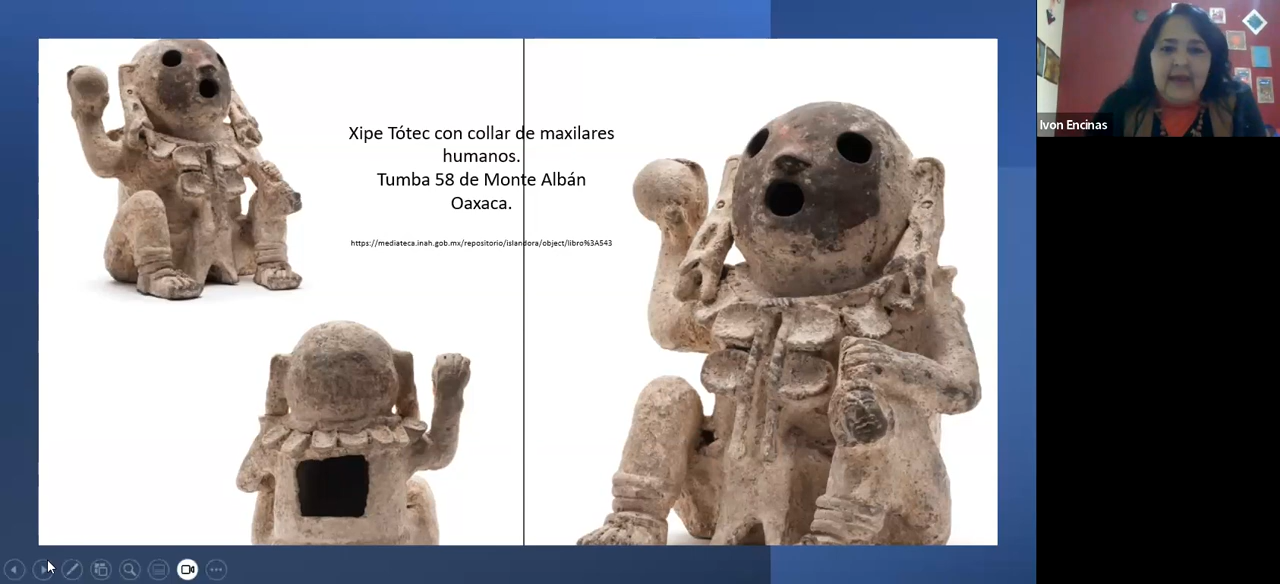 Xipe Tótec con collar de maxilares
humanos.
Tumba 58 de Monte Albán
Oaxaca.
https://mediateca.inah.gob.mx/repositorio/islandora/object/libro%3A543
Ivon Encinas